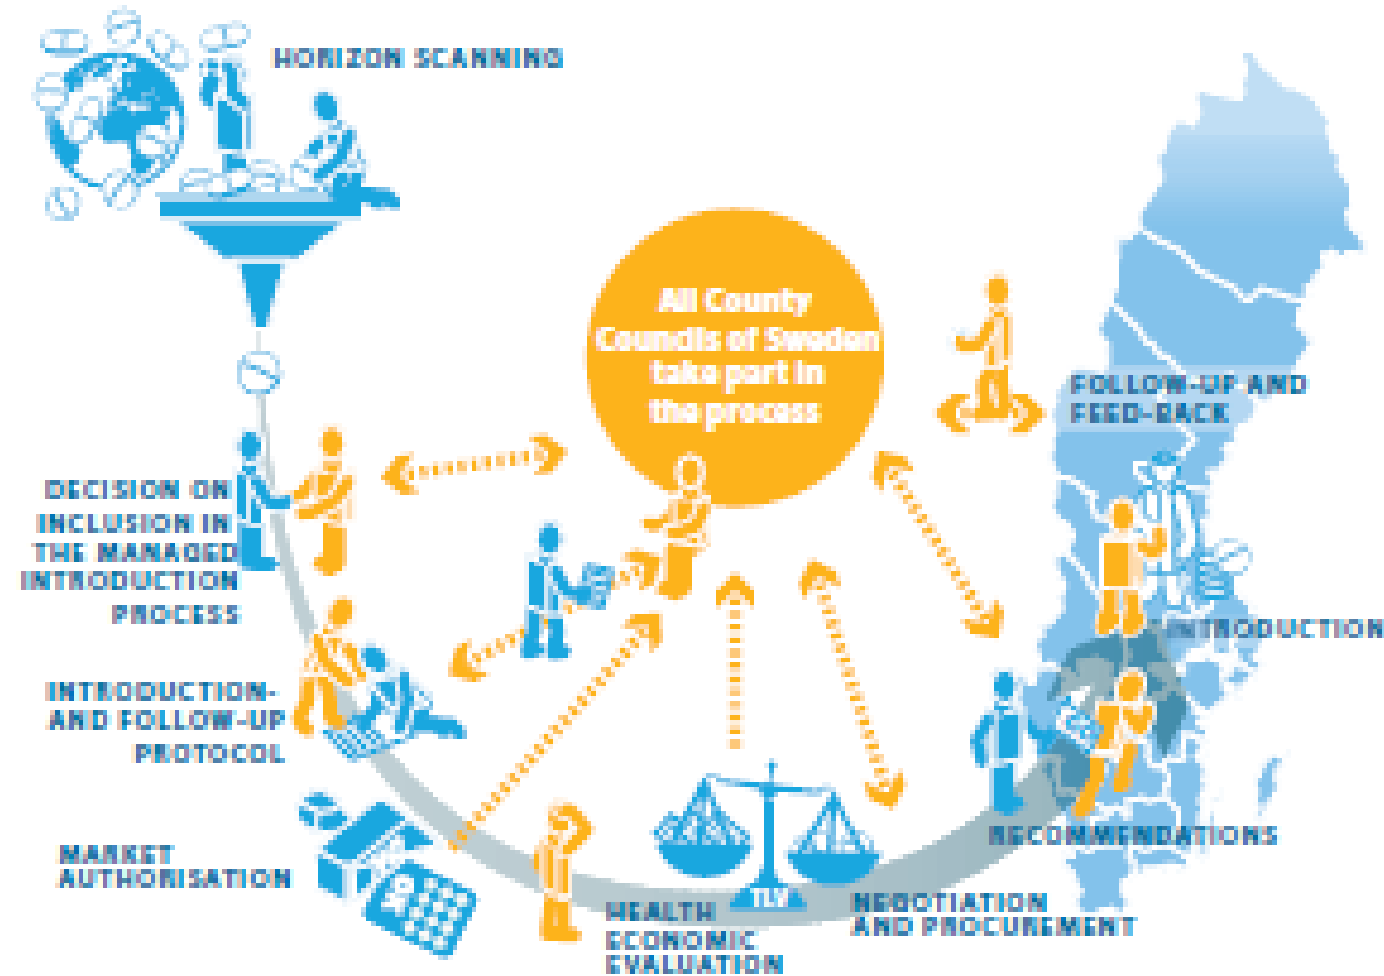 HORIZON SCANNING
All County
Councils of Sweden
take part in
the process
FOLLOW-UP AND
FEED-BACK
DECISION ON
INCLUSION IN
THE MANAGED
INTRODUCTION
PROCESS
INTRODUCTION
INTRODUCTION-
AND FOLLOW-UP
PROTOCOL
RECOMMENDATIONS
MARKET
AUTHORISATION
TLV
HEALTH
ECONOMIC
EVALUATION
NEGOTIATION
AND PROCUREMENT